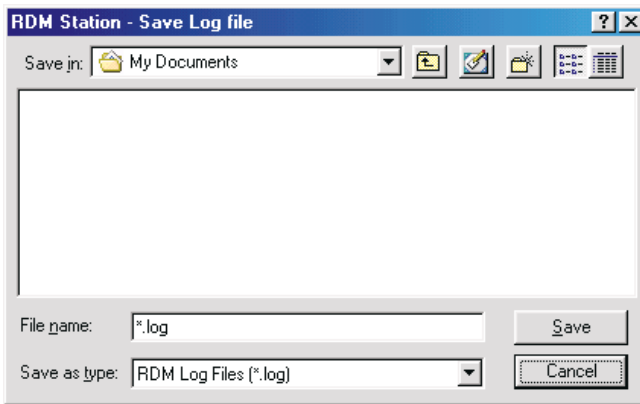 RDM Station - Save Log file
Save in: My Documents
File name: *.log Save
Save as type: RDM Log Files (*.log) Cancel